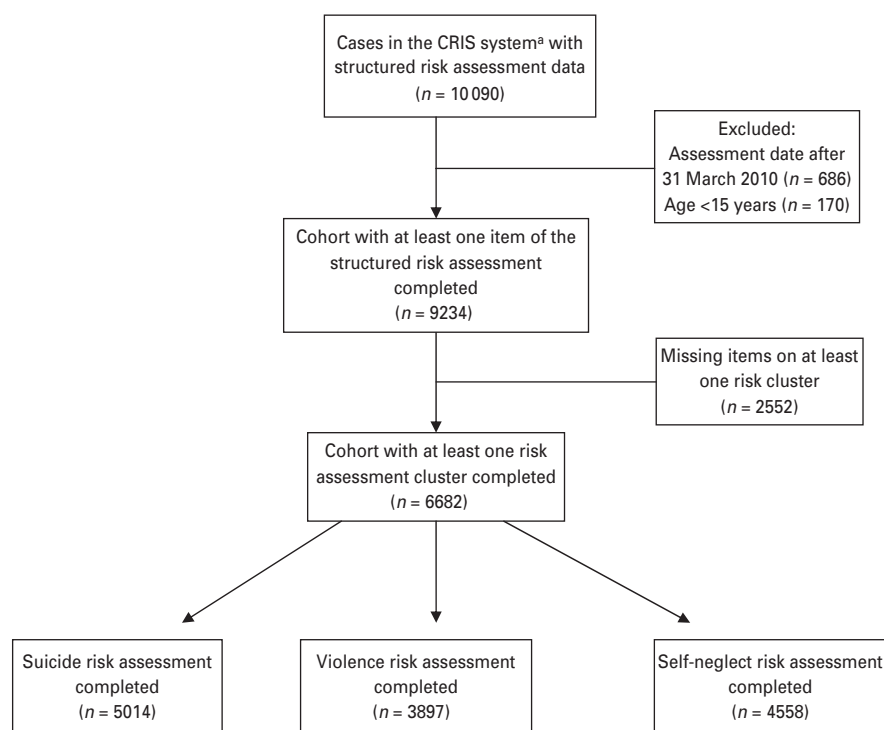 Cases in the CRIS systemᵃ with
structured risk assessment data
(n = 10 090)
Excluded:
Assessment date after
31 March 2010 (n = 686)
Age <15 years (n = 170)
Cohort with at least one item of the
structured risk assessment
completed
(n = 9234)
Missing items on at least
one risk cluster
(n = 2552)
Cohort with at least one risk
assessment cluster completed
(n = 6682)
Suicide risk assessment
completed
(n = 5014)
Violence risk assessment
completed
(n = 3897)
Self-neglect risk assessment
completed
(n = 4558)